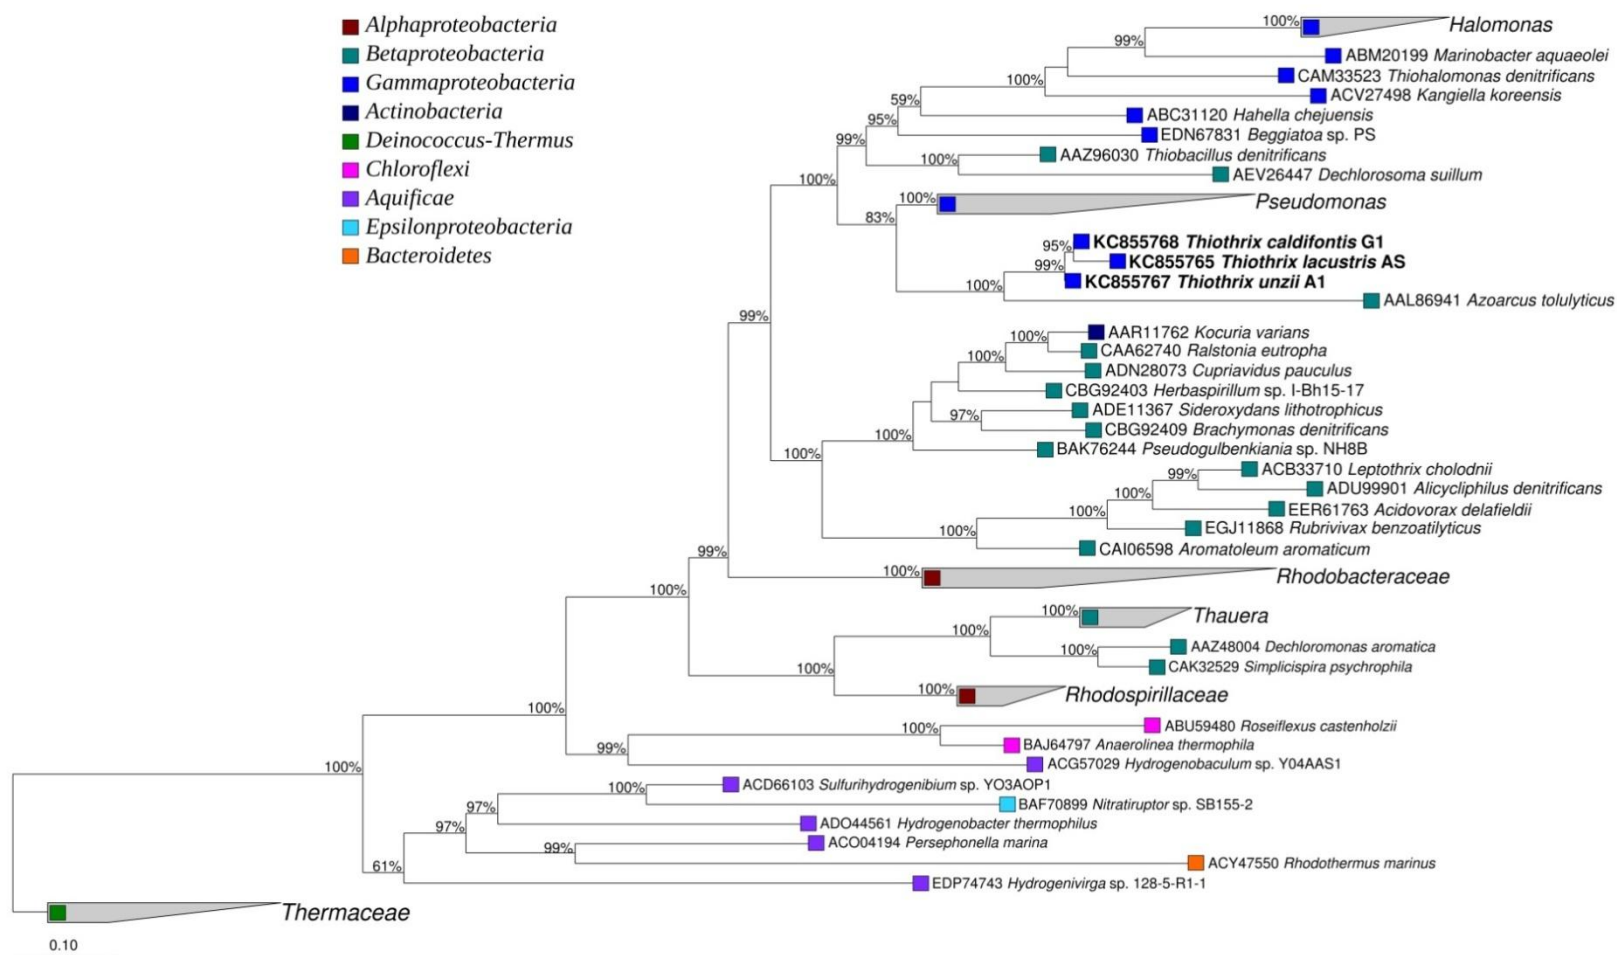 Alphaproteobacteria
Betaproteobacteria
Gammaproteobacteria
Actinobacteria
Deinococcus-Thermus
Chloroflexi
Aquificae
Epsilonproteobacteria
Bacteroidetes
100% Halomonas
99%
ABM20199 Marinobacter aquaeolei
CAM33523 Thiohalomonas denitrificans
100%
ACV27498 Kangiella koreensis
59%
ABC31120 Hahella chejuensis
95%
EDN67831 Beggiatoa sp. PS
99%
AAZ96030 Thiobacillus denitrificans
100%
AEV26447 Dechlorosoma suillum
100%
100% Pseudomonas
83%
KC855768 Thiothrix caldifontis G1
95%
KC855765 Thiothrix lacustris AS
99%
KC855767 Thiothrix unzii A1
100%
AAL86941 Azoarcus tolulyticus
99%
AAR11762 Kocuria varians
100%
CAA62740 Ralstonia eutropha
100%
ADN28073 Cupriavidus pauculus
CBG92403 Herbaspirillum sp. I-Bh15-17
ADE11367 Sideroxydans lithotrophicus
97%
CBG92409 Brachymonas denitrificans
100%
BAK76244 Pseudogulbenkiania sp. NH8B
100%
ACB33710 Leptothrix cholodnii
99%
ADU99901 Alicycliphilus denitrificans
100%
EER61763 Acidovorax delafieldii
100%
EGJ11868 Rubrivivax benzoatilyticus
100%
CAI06598 Aromatoleum aromaticum
99%
100% Rhodobacteraceae
100%
100% Thauera
100%
AAZ48004 Dechloromonas aromatica
100%
CAK32529 Simplicispira psychrophila
100%
100% Rhodospirillaceae
100%
ABU59480 Roseiflexus castenholzii
100%
BAJ64797 Anaerolinea thermophila
99%
ACG57029 Hydrogenobaculum sp. Y04AAS1
100%
ACD66103 Sulfurihydrogenibium sp. YO3AOP1
100%
BAF70899 Nitratiruptor sp. SB155-2
97%
ADO44561 Hydrogenobacter thermophilus
97%
ACO04194 Persephonella marina
99%
ACY47550 Rhodothermus marinus
61%
EDP74743 Hydrogenivirga sp. 128-5-R1-1
Thermaceae
0.10